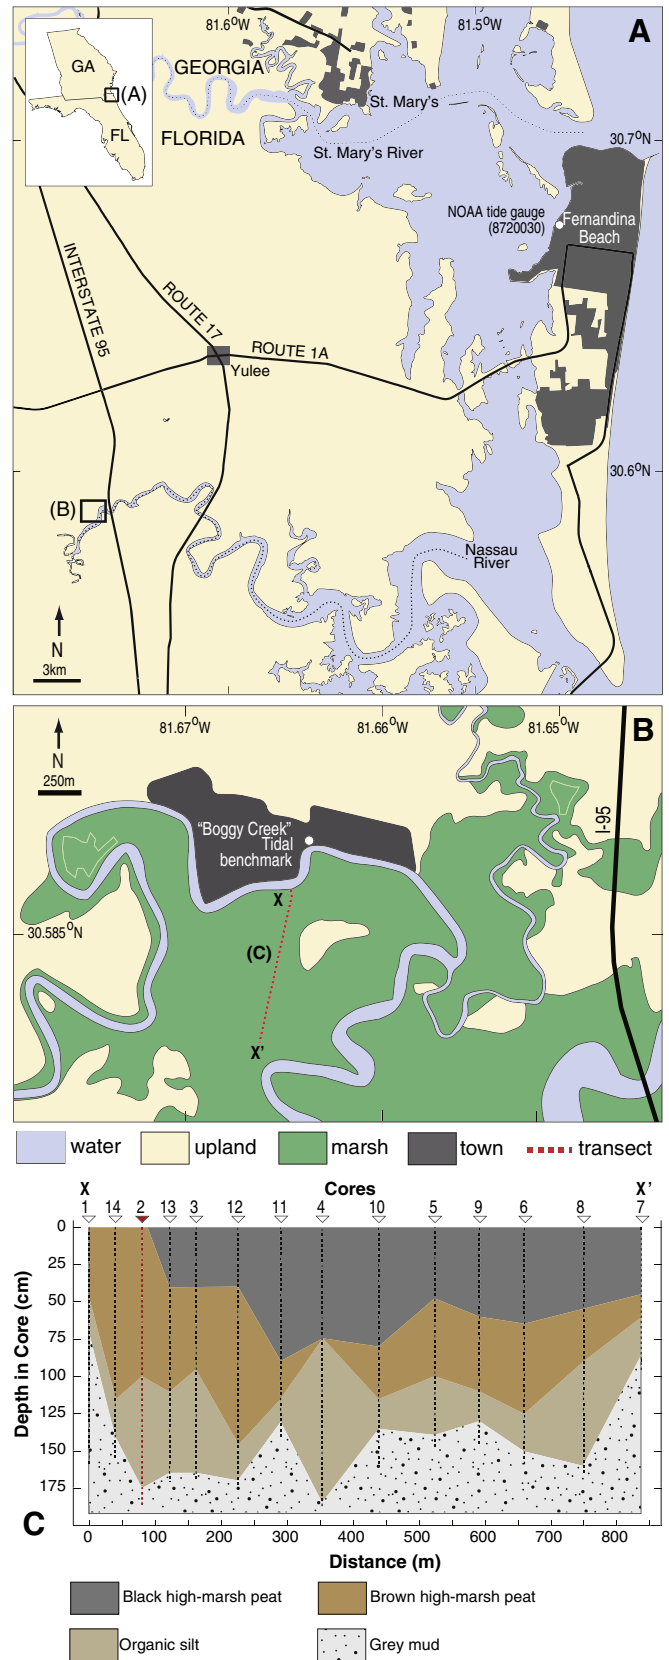 81.6°W
81.5°W
A
GEORGIA
GA
(A)
FL
FLORIDA
St. Mary's
St. Mary's River
30.7°N
NOAA tide gauge
(8720030)
Fernandina
Beach
INTERSTATE 95
ROUTE 17
ROUTE 1A
Yulee
30.6°N
(B)
Nassau
River
N
3km
81.67°W
81.66°W
81.65°W
B
N
250m
I-95
"Boggy Creek"
Tidal
benchmark
X
30.585°N
(C)
X'
water
upland
marsh
town
transect
X
Cores
X'
1 14 2 13 3 12 11 4 10 5 9 6 8 7
0
25
50
75
100
125
150
175
Depth in Core (cm)
C
0 100 200 300 400 500 600 700 800
Distance (m)
Black high-marsh peat
Brown high-marsh peat
Organic silt
Grey mud